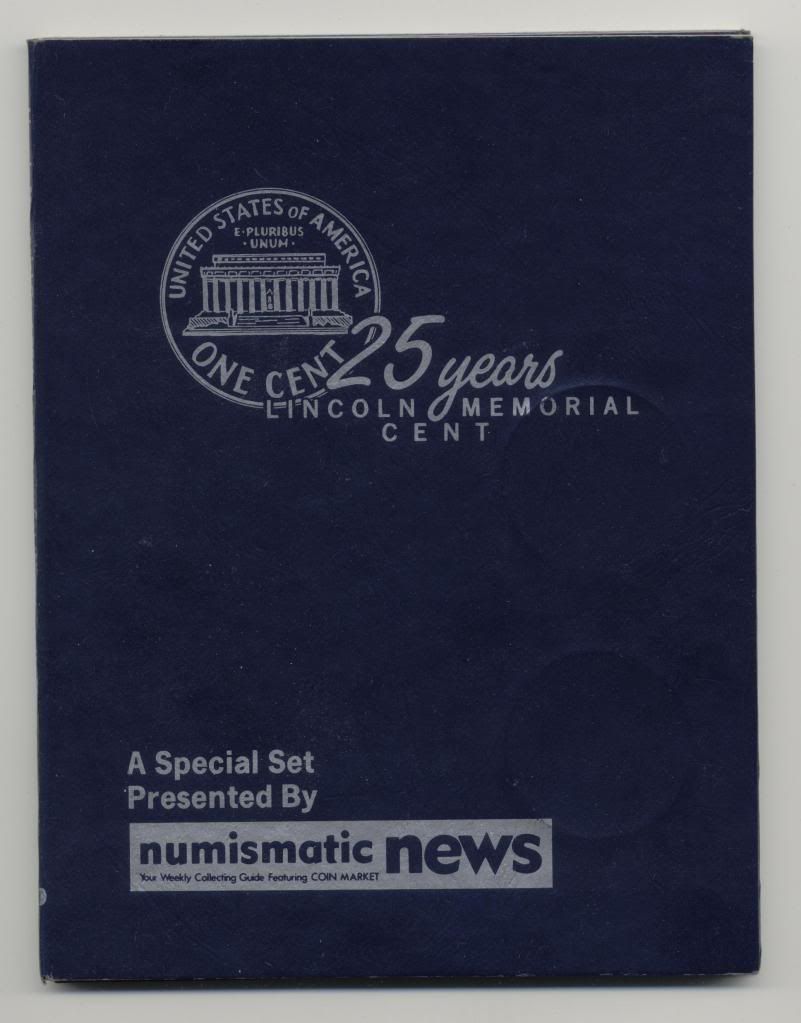 UNITED STATES OF AMERICA
E·PLURIBUS
·UNUM·
ONE CENT
25 years
LINCOLN MEMORIAL
CENT
A Special Set
Presented By
numismatic news
Your Weekly Collecting Guide Featuring COIN MARKET